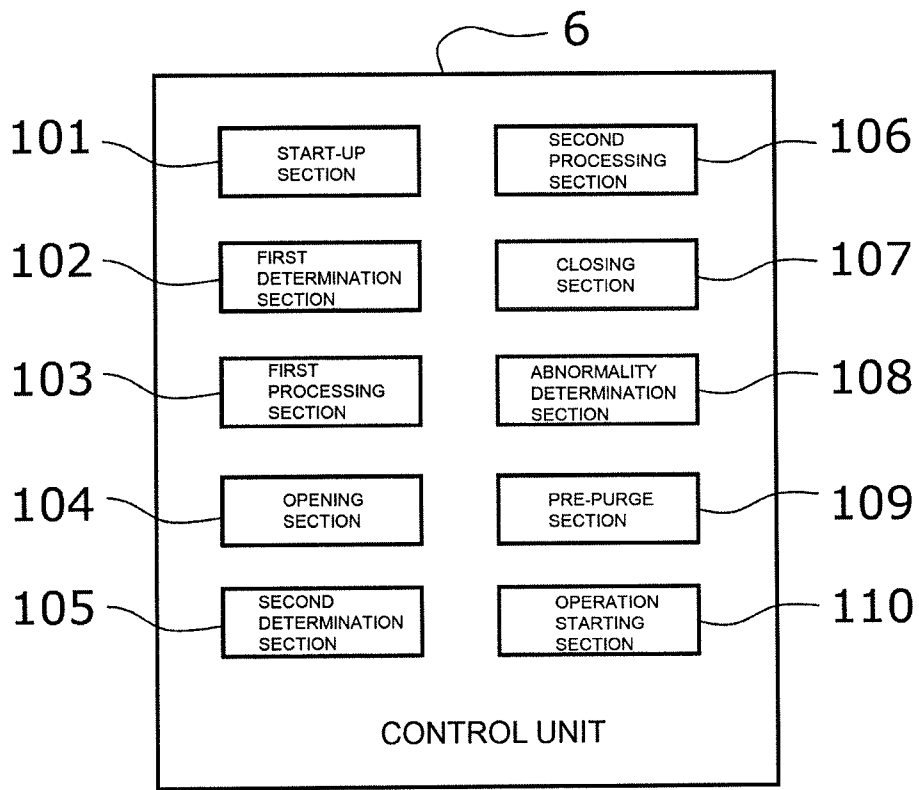 6
101
START-UP
SECTION
102
FIRST
DETERMINATION
SECTION
103
FIRST
PROCESSING
SECTION
104
OPENING
SECTION
105
SECOND
DETERMINATION
SECTION
SECOND
PROCESSING
SECTION
106
CLOSING
SECTION
107
ABNORMALITY
DETERMINATION
SECTION
108
PRE-PURGE
SECTION
109
OPERATION
STARTING
SECTION
110
CONTROL UNIT